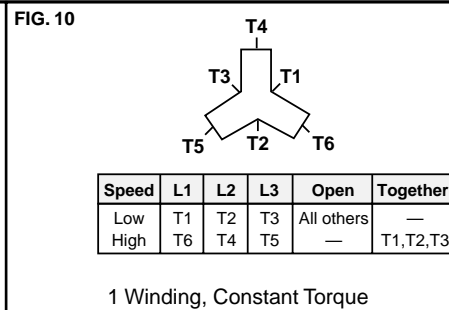 FIG. 10
T4
T3 T1
T5 T2 T6
Speed L1 L2 L3 Open Together
Low T1 T2 T3 All others —
High T6 T4 T5 — T1,T2,T3
1 Winding, Constant Torque